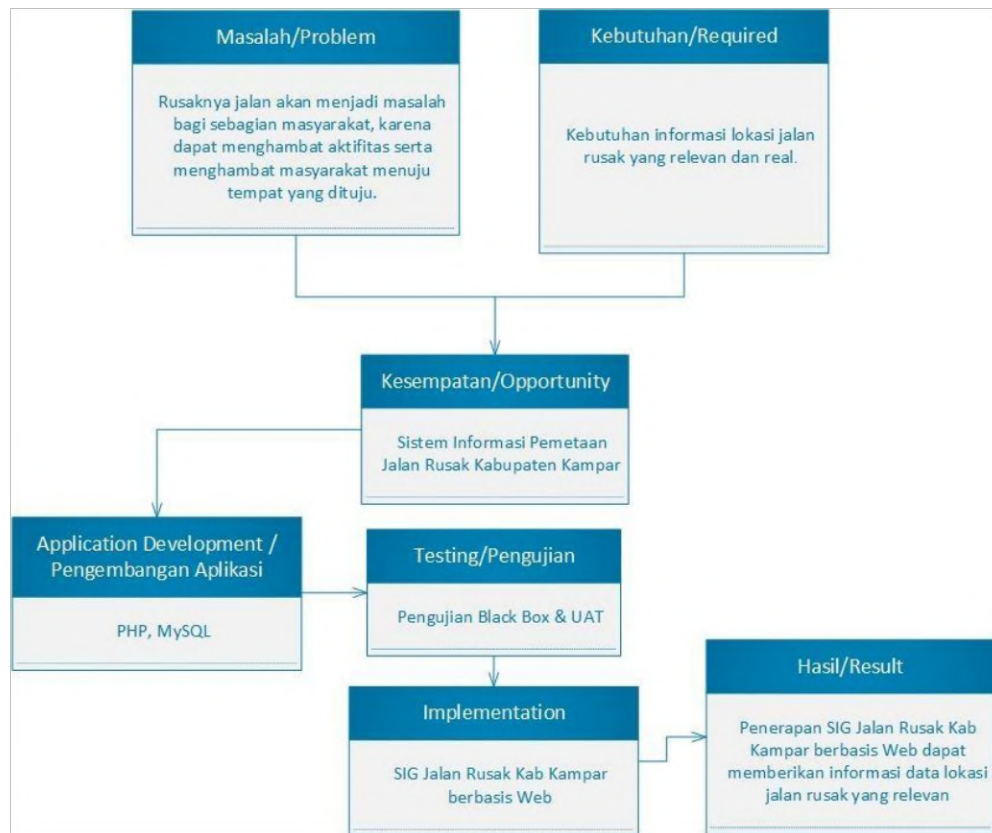 Masalah/Problem
Rusaknya jalan akan menjadi masalah
bagi sebagian masyarakat, karena
dapat menghambat aktifitas serta
menghambat masyarakat menuju
tempat yang dituju.
Kebutuhan/Required
Kebutuhan informasi lokasi jalan
rusak yang relevan dan real.
Kesempatan/Opportunity
Sistem Informasi Pemetaan
Jalan Rusak Kabupaten Kampar
Application Development /
Pengembangan Aplikasi
PHP, MySQL
Testing/Pengujian
Pengujian Black Box & UAT
Implementation
SIG Jalan Rusak Kab Kampar
berbasis Web
Hasil/Result
Penerapan SIG Jalan Rusak Kab
Kampar berbasis Web dapat
memberikan informasi data lokasi
jalan rusak yang relevan